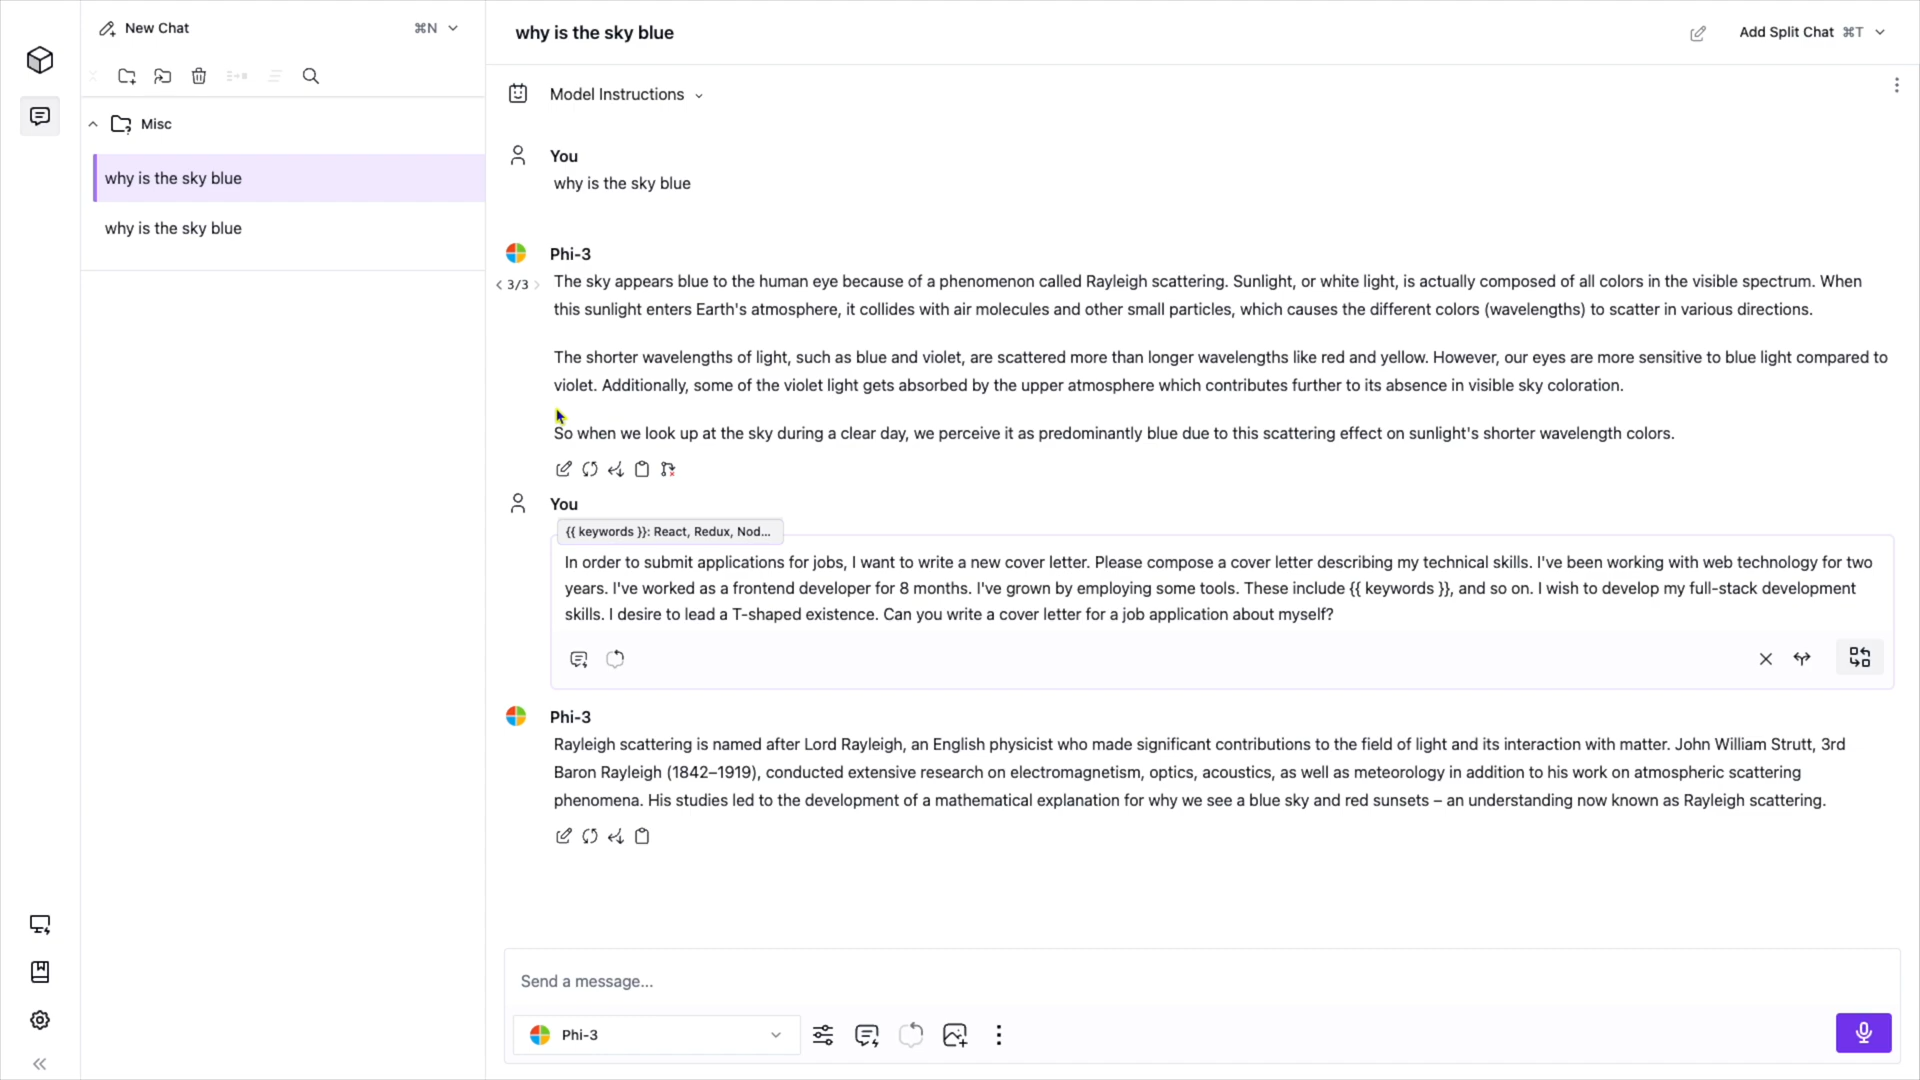 New Chat ⌘N
why is the sky blue
Add Split Chat ⌘T
Misc
why is the sky blue
why is the sky blue
Model Instructions
You
why is the sky blue
Phi-3
3/3
The sky appears blue to the human eye because of a phenomenon called Rayleigh scattering. Sunlight, or white light, is actually composed of all colors in the visible spectrum. When
this sunlight enters Earth's atmosphere, it collides with air molecules and other small particles, which causes the different colors (wavelengths) to scatter in various directions.
The shorter wavelengths of light, such as blue and violet, are scattered more than longer wavelengths like red and yellow. However, our eyes are more sensitive to blue light compared to
violet. Additionally, some of the violet light gets absorbed by the upper atmosphere which contributes further to its absence in visible sky coloration.
So when we look up at the sky during a clear day, we perceive it as predominantly blue due to this scattering effect on sunlight's shorter wavelength colors.
You
{{ keywords }}: React, Redux, Nod...
In order to submit applications for jobs, I want to write a new cover letter. Please compose a cover letter describing my technical skills. I've been working with web technology for two
years. I've worked as a frontend developer for 8 months. I've grown by employing some tools. These include {{ keywords }}, and so on. I wish to develop my full-stack development
skills. I desire to lead a T-shaped existence. Can you write a cover letter for a job application about myself?
Phi-3
Rayleigh scattering is named after Lord Rayleigh, an English physicist who made significant contributions to the field of light and its interaction with matter. John William Strutt, 3rd
Baron Rayleigh (1842–1919), conducted extensive research on electromagnetism, optics, acoustics, as well as meteorology in addition to his work on atmospheric scattering
phenomena. His studies led to the development of a mathematical explanation for why we see a blue sky and red sunsets – an understanding now known as Rayleigh scattering.
Send a message...
Phi-3